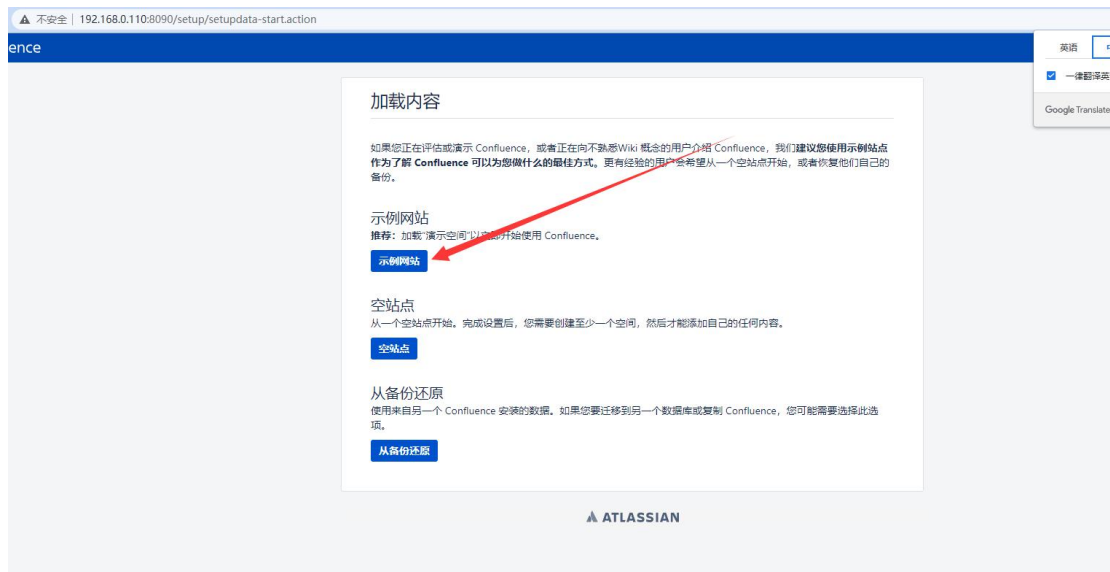 不安全 | 192.168.0.110:8090/setup/setupdata-start.action
ence
英语
一律翻译英
Google Translate
加载内容
如果您正在评估或演示 Confluence，或者正在向不熟悉Wiki 概念的用户介绍 Confluence，我们建议您使用示例站点
作为了解 Confluence 可以为您做什么的最佳方式。更有经验的用户会希望从一个空站点开始，或者恢复他们自己的
备份。
示例网站
推荐：加载"演示空间"以立即开始使用 Confluence。
示例网站
空站点
从一个空站点开始。完成设置后，您需要创建至少一个空间，然后才能添加自己的任何内容。
空站点
从备份还原
使用来自另一个 Confluence 安装的数据。如果您要迁移到另一个数据库或复制 Confluence，您可能需要选择此选
项。
从备份还原
ATLASSIAN